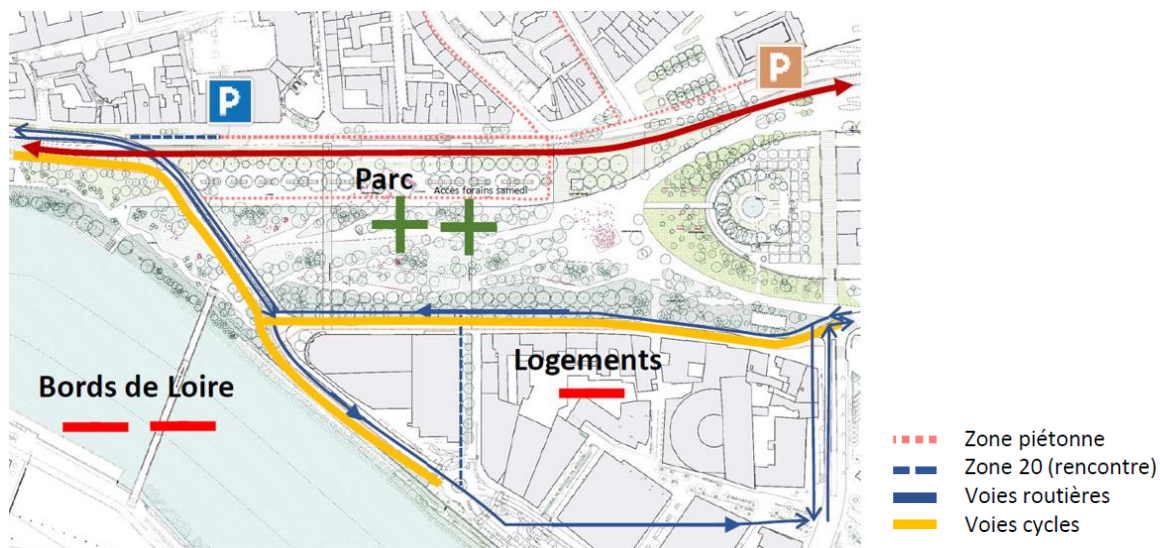 P
P
Parc
Accès forains samedi
Logements
Bords de Loire
Zone piétonne
Zone 20 (rencontre)
Voies routières
Voies cycles